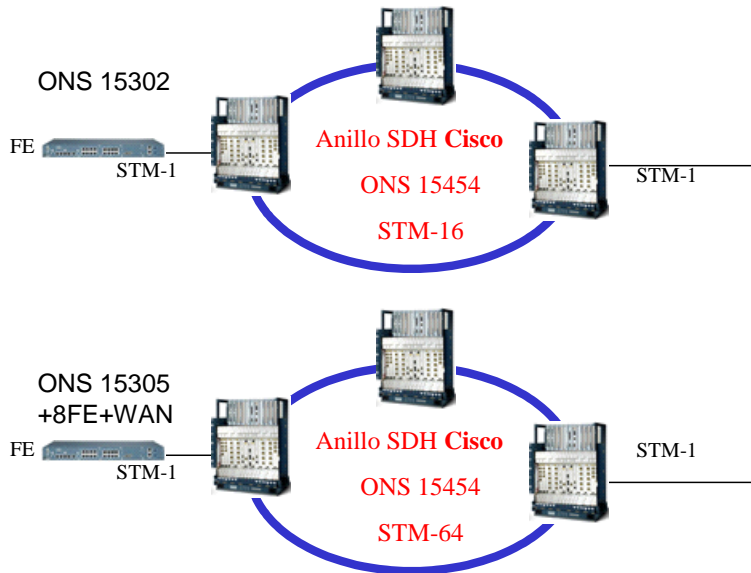 ONS 15302
FE
STM-1
Anillo SDH Cisco
ONS 15454
STM-16
STM-1
ONS 15305
+8FE+WAN
FE
STM-1
Anillo SDH Cisco
ONS 15454
STM-64
STM-1